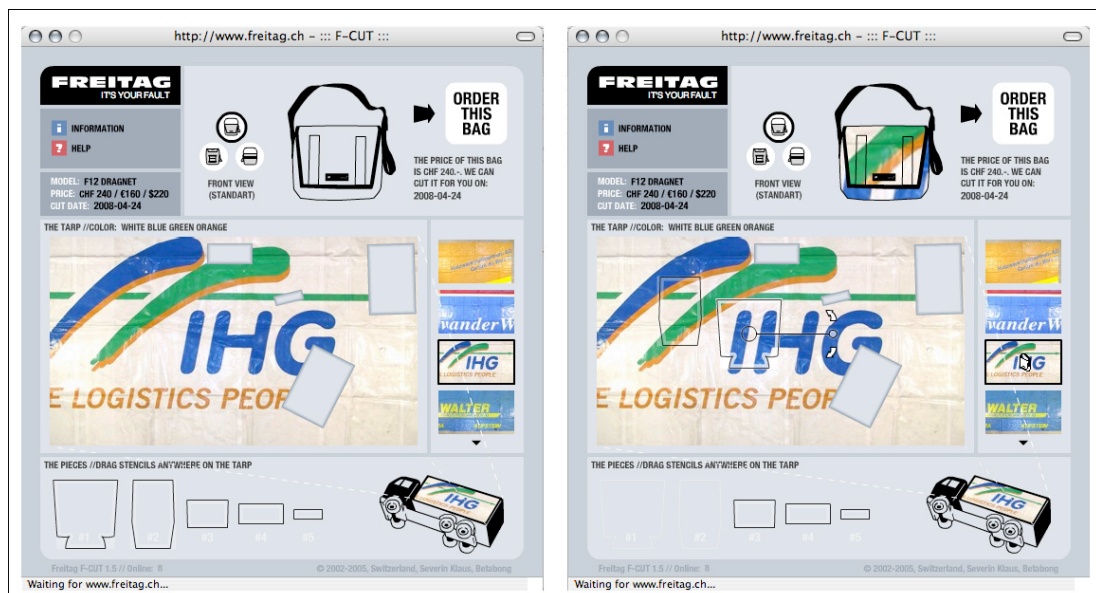 http://www.freitag.ch - ::: F-CUT :::
FREITAG
IT'S YOUR FAULT
i INFORMATION
? HELP
MODEL: F12 DRAGNET
PRICE: CHF 240 / €160 / $220
CUT DATE: 2008-04-24
FRONT VIEW
(STANDART)
ORDER
THIS
BAG
THE PRICE OF THIS BAG
IS CHF 240.-. WE CAN
CUT IT FOR YOU ON:
2008-04-24
THE TARP //COLOR: WHITE BLUE GREEN ORANGE
IHG
E LOGISTICS PEOP
vander W
IHG
LOGISTICS PEOPLE
WALTER
THE PIECES //DRAG STENCILS ANYWHERE ON THE TARP
#1
#2
#3
#4
#5
IHG
Freitag F-CUT 1.5 // Online: 8
© 2002-2005, Switzerland, Severin Klaus, Betabong
Waiting for www.freitag.ch...
http://www.freitag.ch - ::: F-CUT :::
FREITAG
IT'S YOUR FAULT
i INFORMATION
? HELP
MODEL: F12 DRAGNET
PRICE: CHF 240 / €160 / $220
CUT DATE: 2008-04-24
FRONT VIEW
(STANDART)
ORDER
THIS
BAG
THE PRICE OF THIS BAG
IS CHF 240.-. WE CAN
CUT IT FOR YOU ON:
2008-04-24
THE TARP //COLOR: WHITE BLUE GREEN ORANGE
IHG
E LOGISTICS PEOP
vander W
IHG
LOGISTICS PEOPLE
WALTER
THE PIECES //DRAG STENCILS ANYWHERE ON THE TARP
#1
#2
#3
#4
#5
IHG
Freitag F-CUT 1.5 // Online: 8
© 2002-2005, Switzerland, Severin Klaus, Betabong
Waiting for www.freitag.ch...